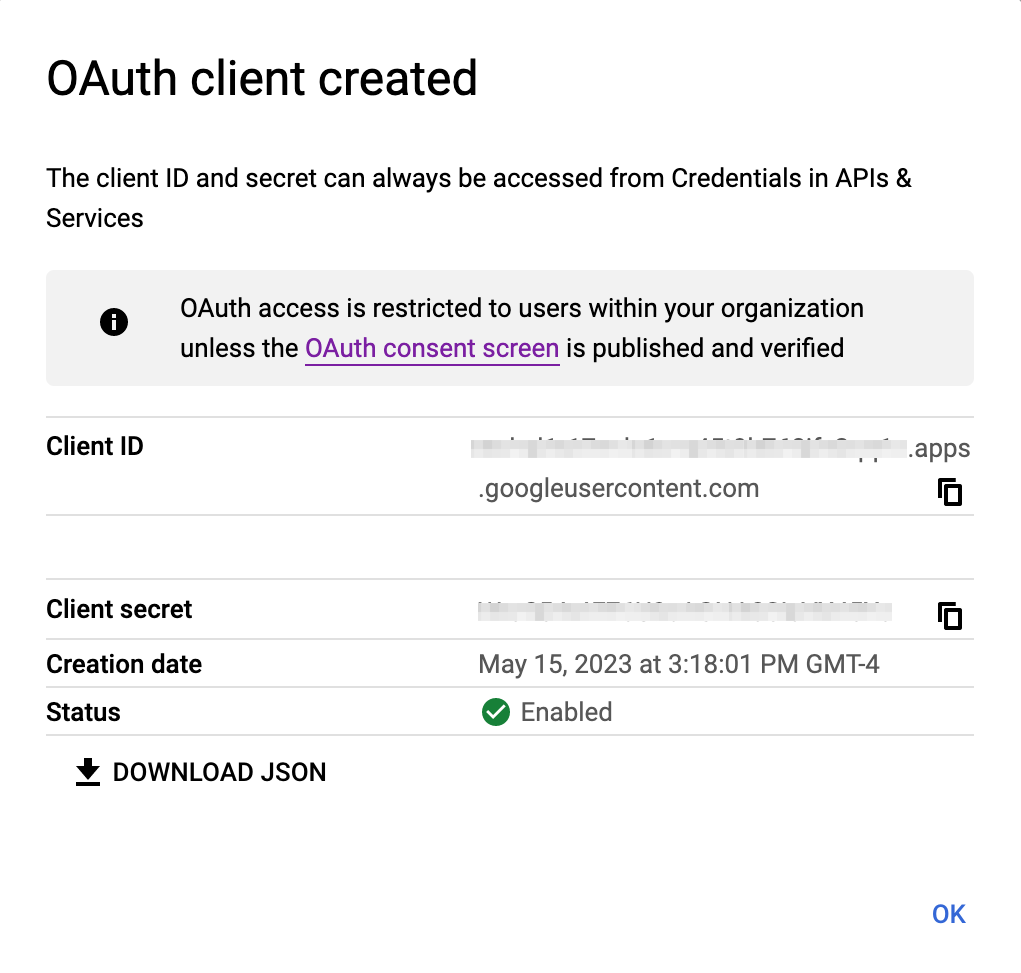 OAuth client created
The client ID and secret can always be accessed from Credentials in APIs &
Services
OAuth access is restricted to users within your organization
unless the OAuth consent screen is published and verified
Client ID .apps
.googleusercontent.com
Client secret
Creation date May 15, 2023 at 3:18:01 PM GMT-4
Status Enabled
DOWNLOAD JSON
OK